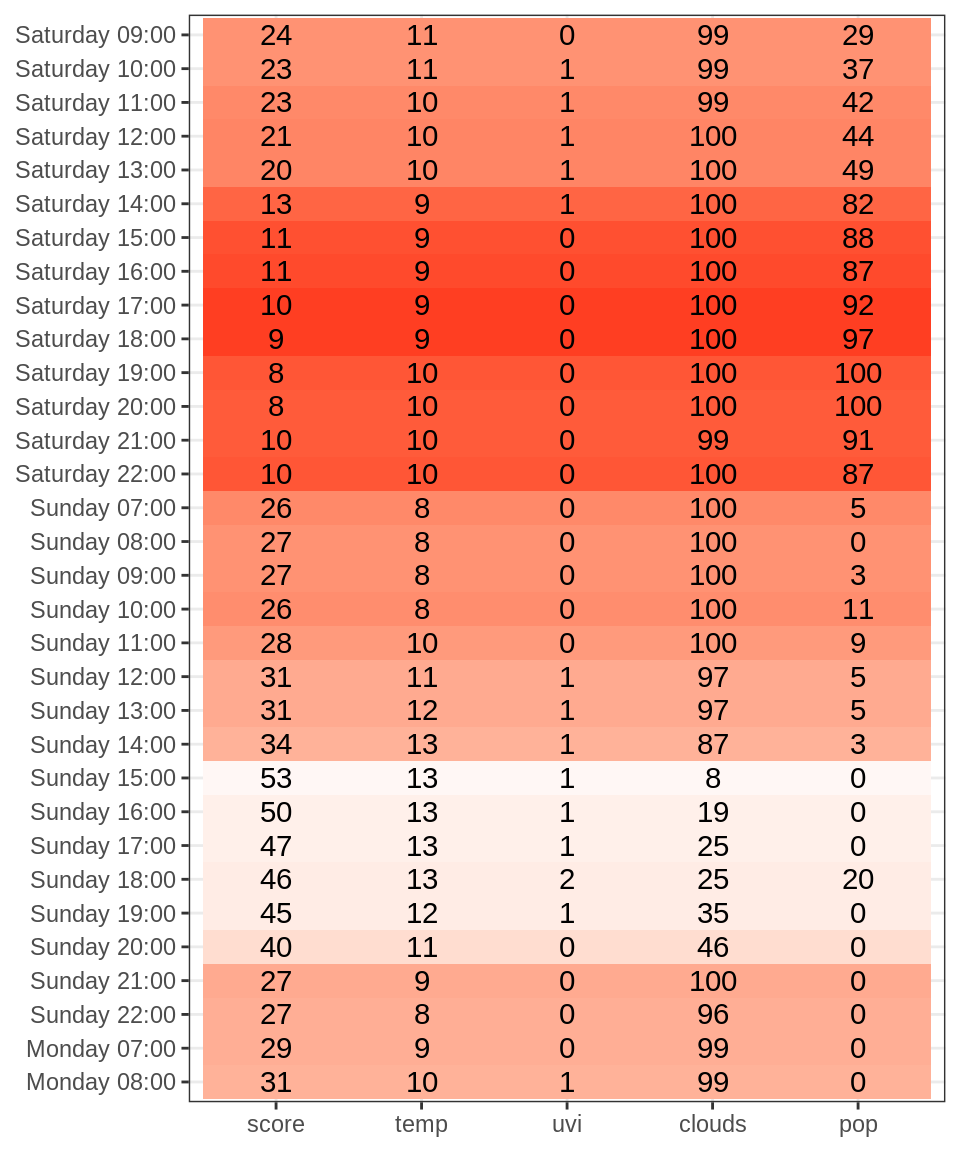 Saturday 09:00 24 11 0 99 29
Saturday 10:00 23 11 1 99 37
Saturday 11:00 23 10 1 99 42
Saturday 12:00 21 10 1 100 44
Saturday 13:00 20 10 1 100 49
Saturday 14:00 13 9 1 100 82
Saturday 15:00 11 9 0 100 88
Saturday 16:00 11 9 0 100 87
Saturday 17:00 10 9 0 100 92
Saturday 18:00 9 9 0 100 97
Saturday 19:00 8 10 0 100 100
Saturday 20:00 8 10 0 100 100
Saturday 21:00 10 10 0 99 91
Saturday 22:00 10 10 0 100 87
Sunday 07:00 26 8 0 100 5
Sunday 08:00 27 8 0 100 0
Sunday 09:00 27 8 0 100 3
Sunday 10:00 26 8 0 100 11
Sunday 11:00 28 10 0 100 9
Sunday 12:00 31 11 1 97 5
Sunday 13:00 31 12 1 97 5
Sunday 14:00 34 13 1 87 3
Sunday 15:00 53 13 1 8 0
Sunday 16:00 50 13 1 19 0
Sunday 17:00 47 13 1 25 0
Sunday 18:00 46 13 2 25 20
Sunday 19:00 45 12 1 35 0
Sunday 20:00 40 11 0 46 0
Sunday 21:00 27 9 0 100 0
Sunday 22:00 27 8 0 96 0
Monday 07:00 29 9 0 99 0
Monday 08:00 31 10 1 99 0
score temp uvi clouds pop